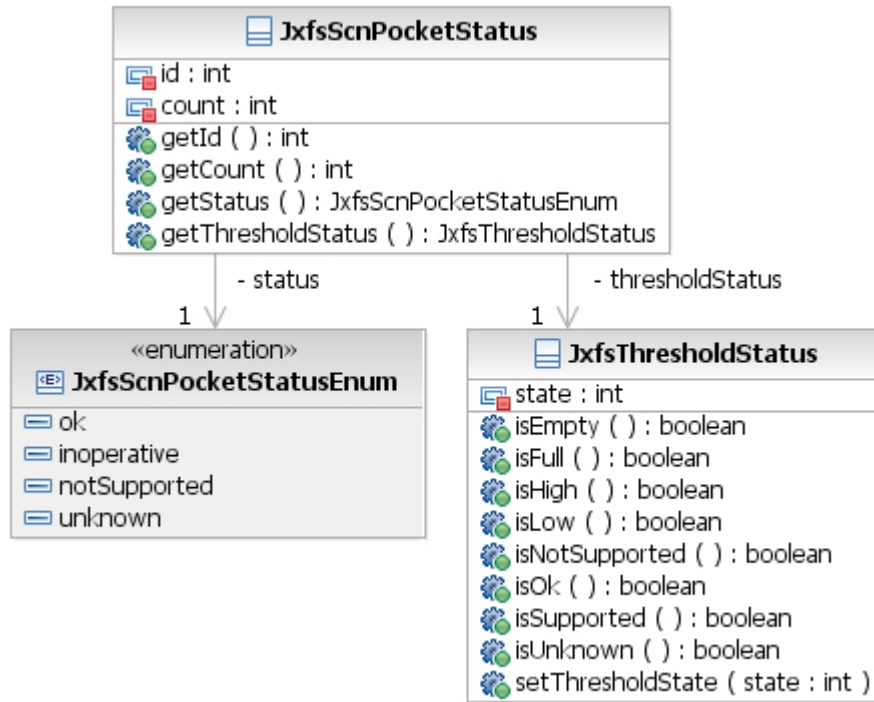 JxfsScnPocketStatus
id : int
count : int
getId ( ) : int
getCount ( ) : int
getStatus ( ) : JxfsScnPocketStatusEnum
getThresholdStatus ( ) : JxfsThresholdStatus
- status
- thresholdStatus
1
1
«enumeration»
<E> JxfsScnPocketStatusEnum
ok
inoperative
notSupported
unknown
JxfsThresholdStatus
state : int
isEmpty ( ) : boolean
isFull ( ) : boolean
isHigh ( ) : boolean
isLow ( ) : boolean
isNotSupported ( ) : boolean
isOk ( ) : boolean
isSupported ( ) : boolean
isUnknown ( ) : boolean
setThresholdState ( state : int )